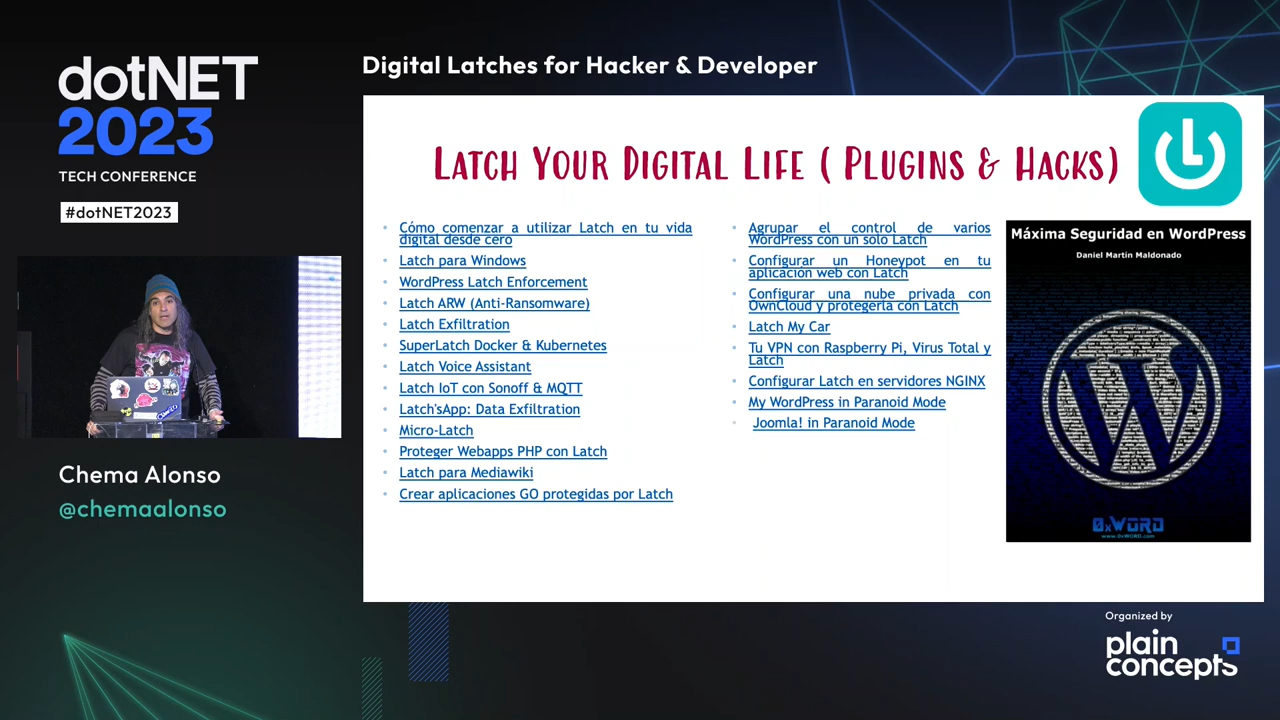 dotNET
2023
TECH CONFERENCE
#dotNET2023
Chema Alonso
@chemaalonso
Digital Latches for Hacker & Developer
LATCH YOUR DIGITAL LIFE ( PLUGINS & HACKS)
Cómo comenzar a utilizar Latch en tu vida
digital desde cero
Latch para Windows
WordPress Latch Enforcement
Latch ARW (Anti-Ransomware)
Latch Exfiltration
SuperLatch Docker & Kubernetes
Latch Voice Assistant
Latch IoT con Sonoff & MQTT
Latch'sApp: Data Exfiltration
Micro-Latch
Proteger Webapps PHP con Latch
Latch para Mediawiki
Crear aplicaciones GO protegidas por Latch
Agrupar el control de varios
WordPress con un solo Latch
Configurar un Honeypot en tu
aplicación web con Latch
Configurar una nube privada con
OwnCloud y protegerla con Latch
Latch My Car
Tu VPN con Raspberry Pi, Virus Total y
Latch
Configurar Latch en servidores NGINX
My WordPress in Paranoid Mode
Joomla! in Paranoid Mode
Máxima Seguridad en WordPress
Daniel Martín Maldonado
0xWORD
www.0xWORD.com
Organized by
plain
concepts